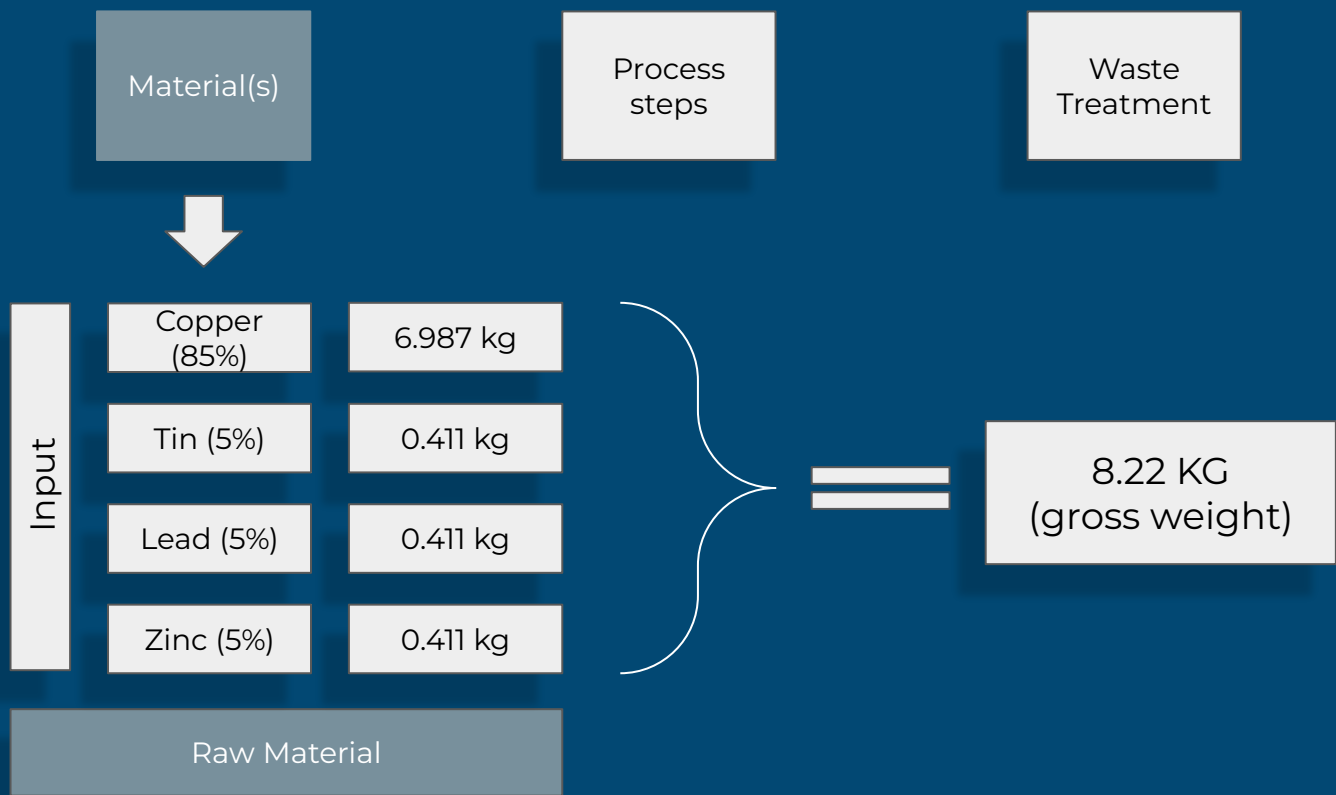 Material(s)
Process
steps
Waste
Treatment
Input
Copper
(85%)
6.987 kg
Tin (5%)
0.411 kg
Lead (5%)
0.411 kg
Zinc (5%)
0.411 kg
8.22 KG
(gross weight)
Raw Material